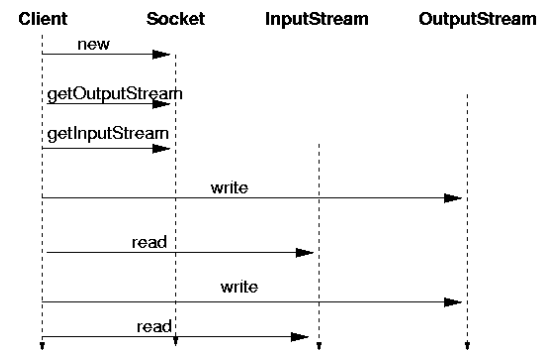 Client Socket InputStream OutputStream
new
getOutputStream
getInputStream
write
read
write
read